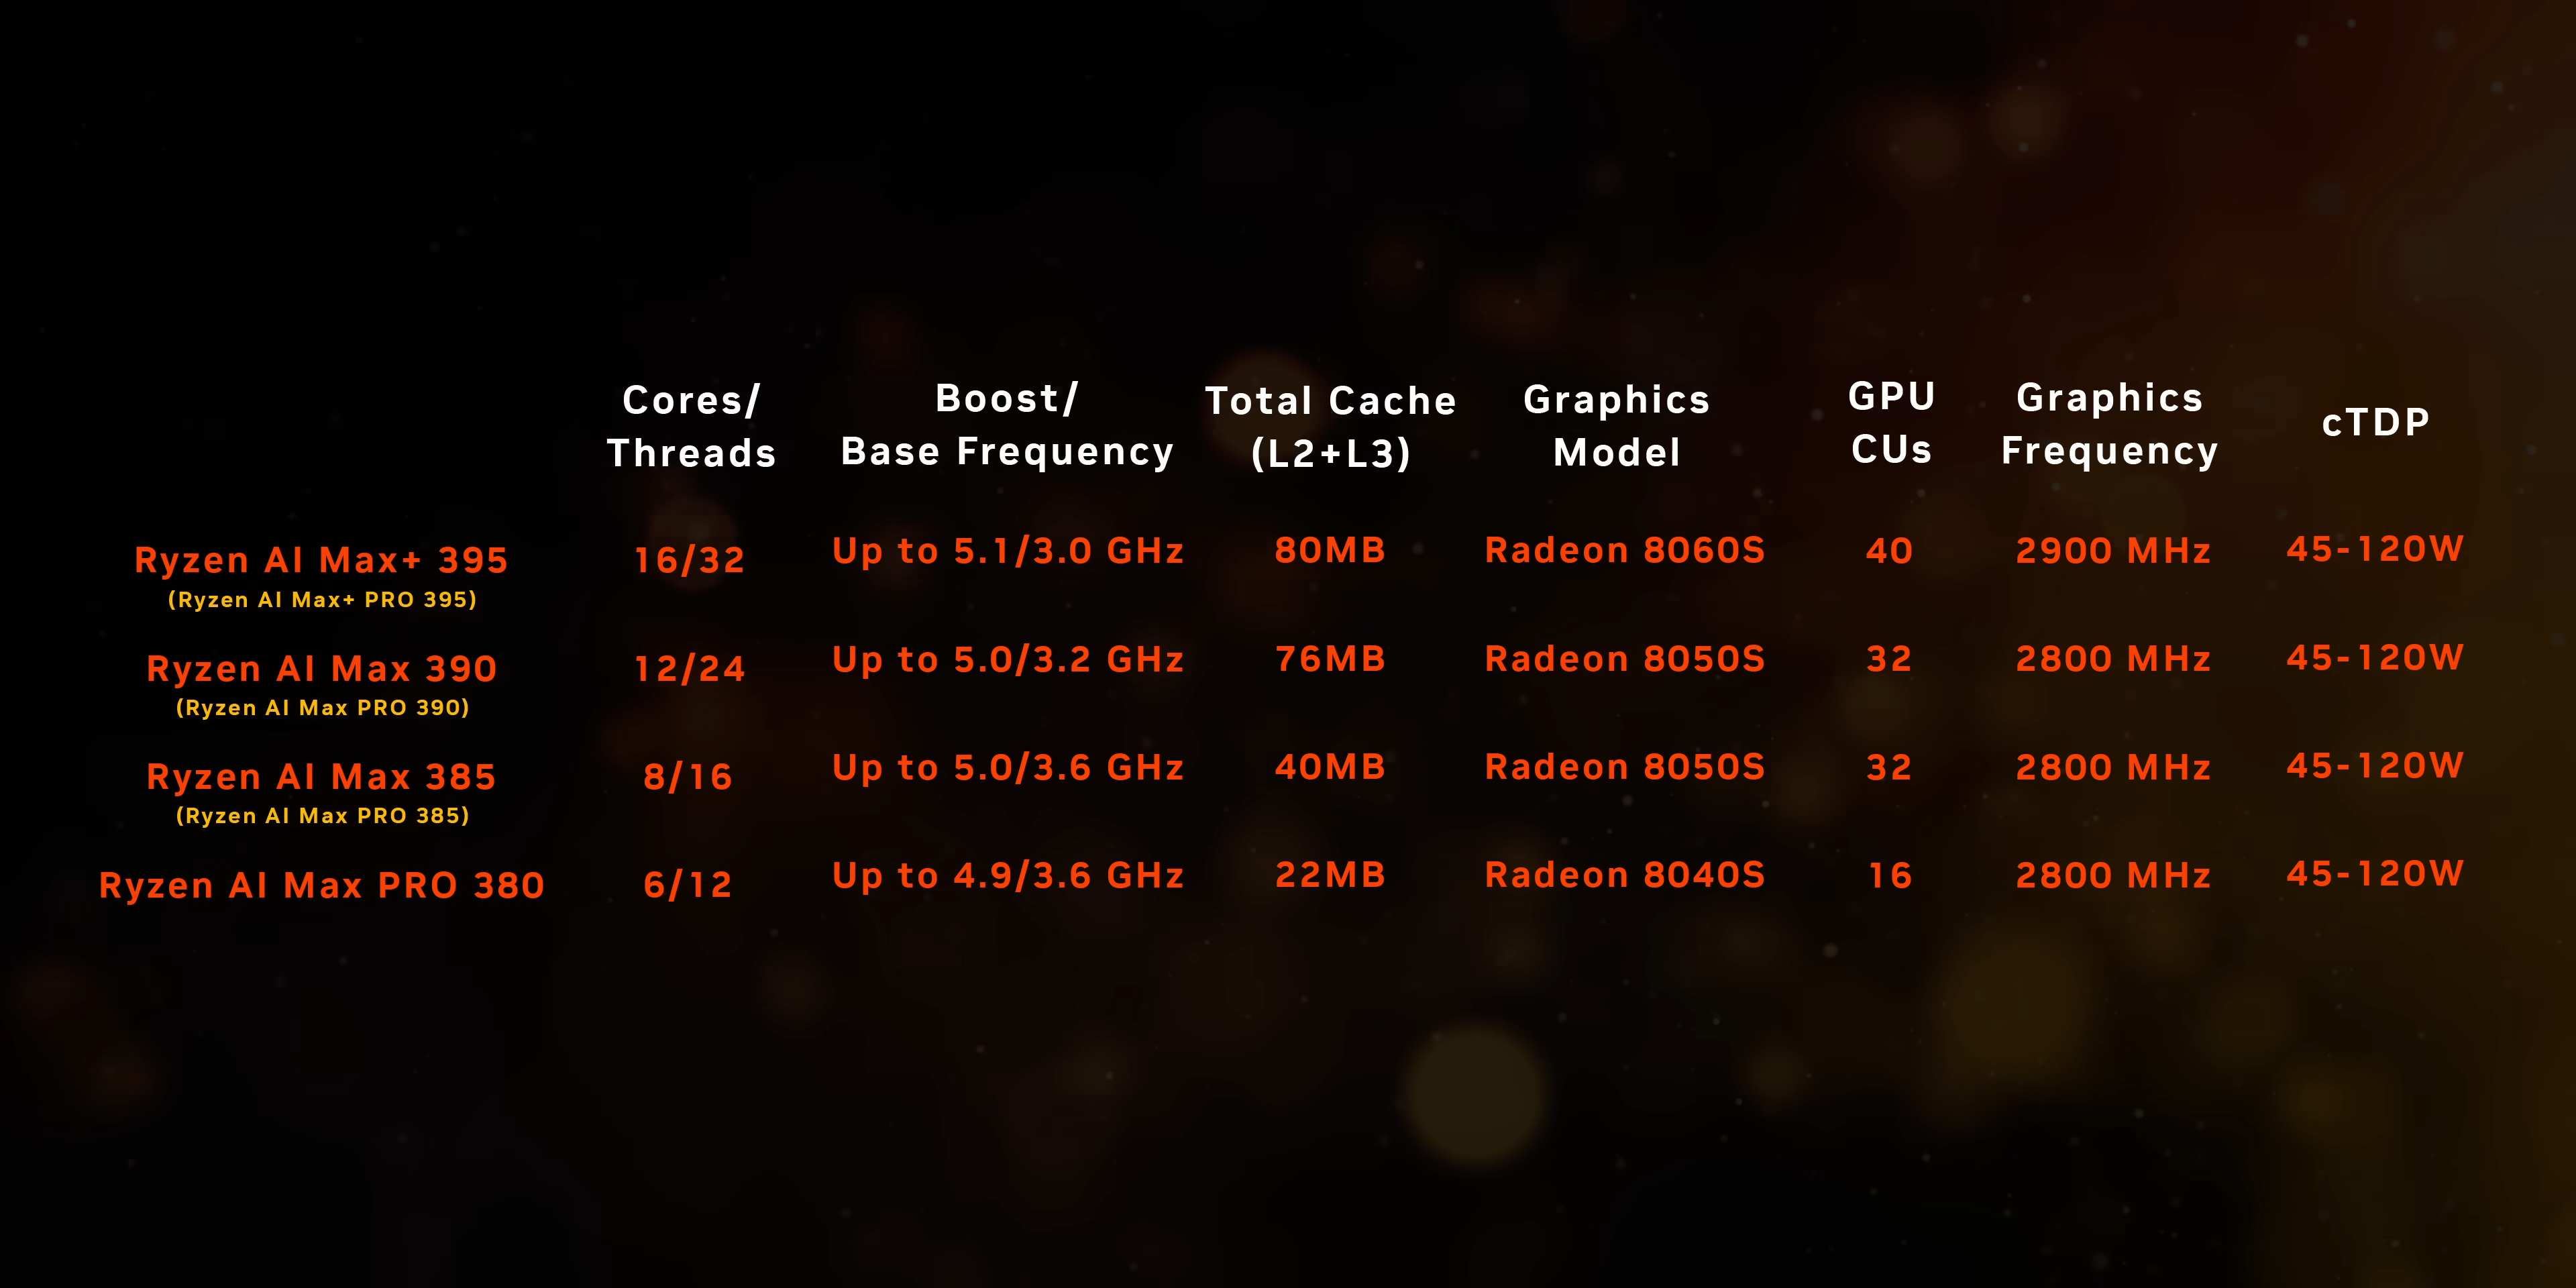 Cores/ Boost/ Total Cache Graphics GPU Graphics cTDP
Threads Base Frequency (L2+L3) Model CUs Frequency
Ryzen AI Max+ 395 16/32 Up to 5.1/3.0 GHz 80MB Radeon 8060S 40 2900 MHz 45-120W
(Ryzen AI Max+ PRO 395)
Ryzen AI Max 390 12/24 Up to 5.0/3.2 GHz 76MB Radeon 8050S 32 2800 MHz 45-120W
(Ryzen AI Max PRO 390)
Ryzen AI Max 385 8/16 Up to 5.0/3.6 GHz 40MB Radeon 8050S 32 2800 MHz 45-120W
(Ryzen AI Max PRO 385)
Ryzen AI Max PRO 380 6/12 Up to 4.9/3.6 GHz 22MB Radeon 8040S 16 2800 MHz 45-120W